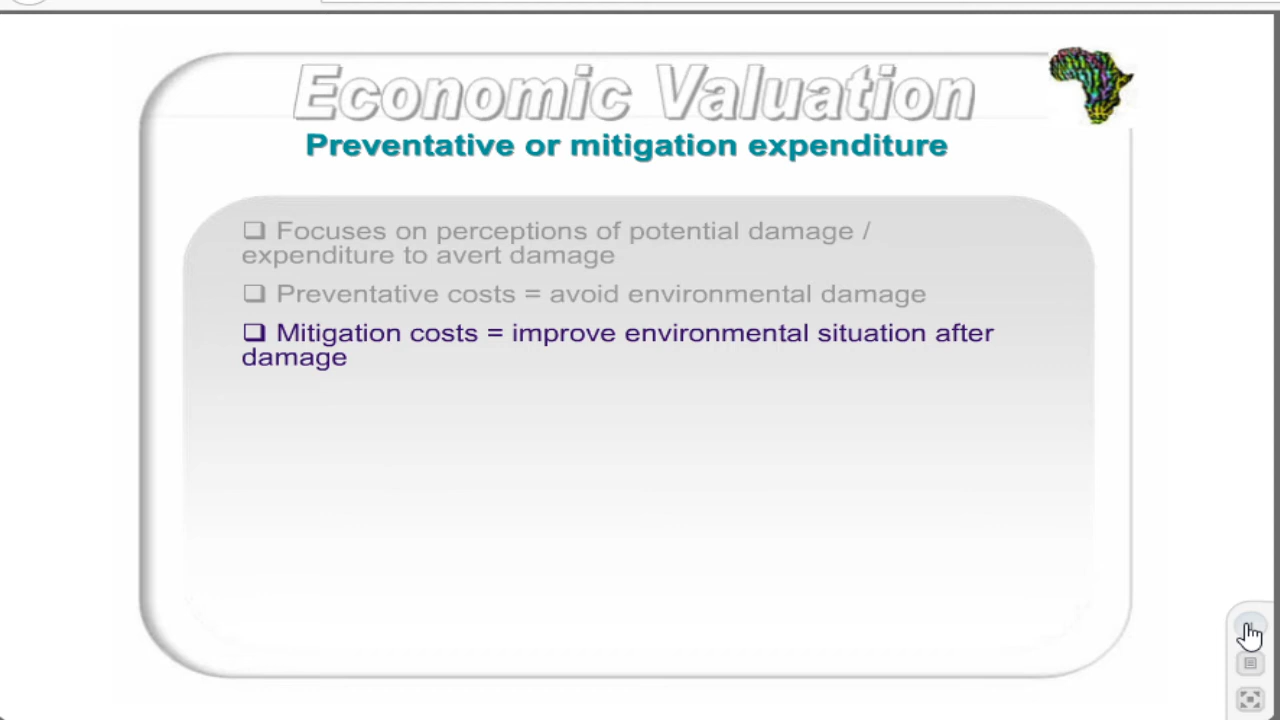 Economic Valuation
Preventative or mitigation expenditure
❑ Focuses on perceptions of potential damage /
expenditure to avert damage
❑ Preventative costs = avoid environmental damage
❑ Mitigation costs = improve environmental situation after
damage